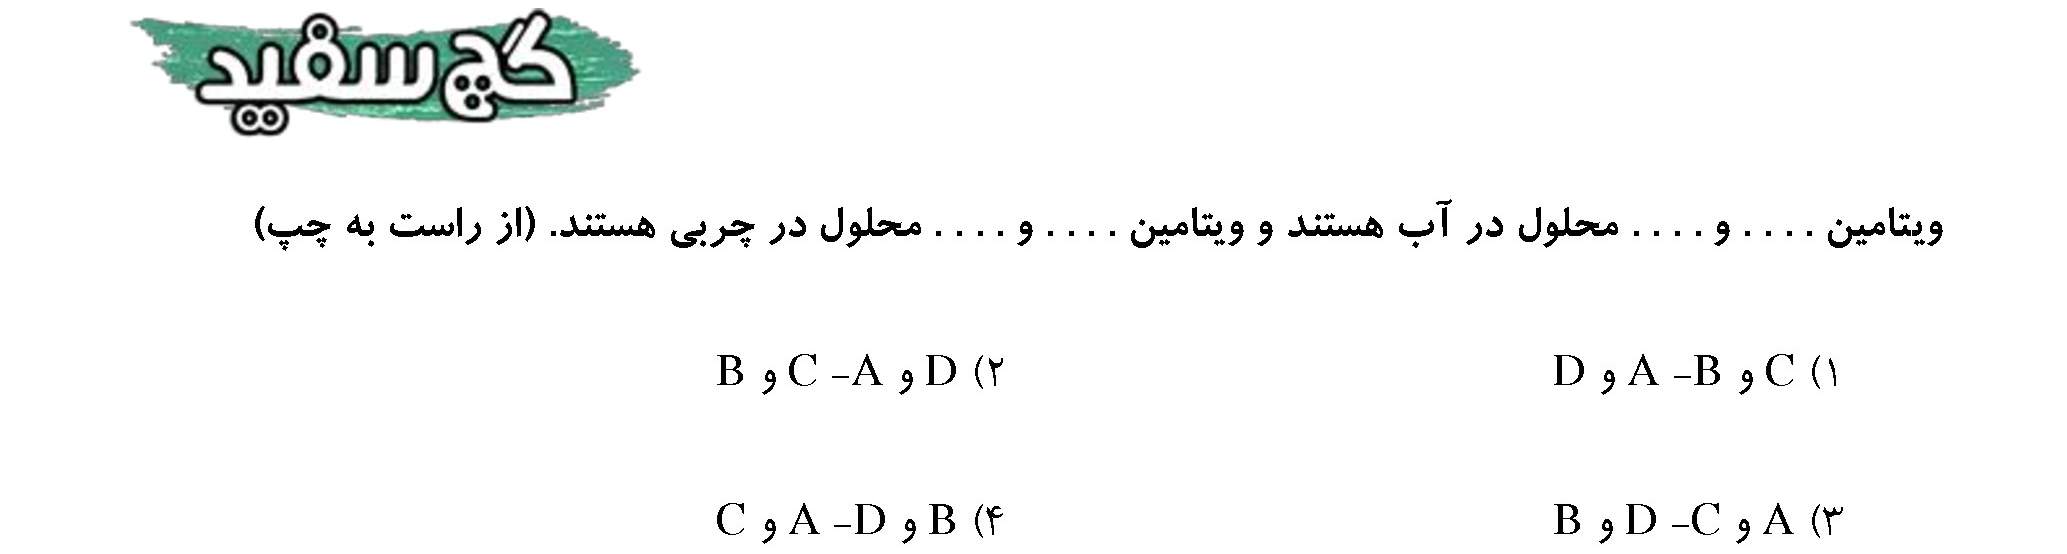 گچ سفید
ویتامین . . . . و . . . . محلول در آب هستند و ویتامین . . . . و . . . . محلول در چربی هستند. (از راست به چپ)
۱) C و B– A و D
۲) D و A– C و B
۳) A و C– D و B
۴) B و D– A و C